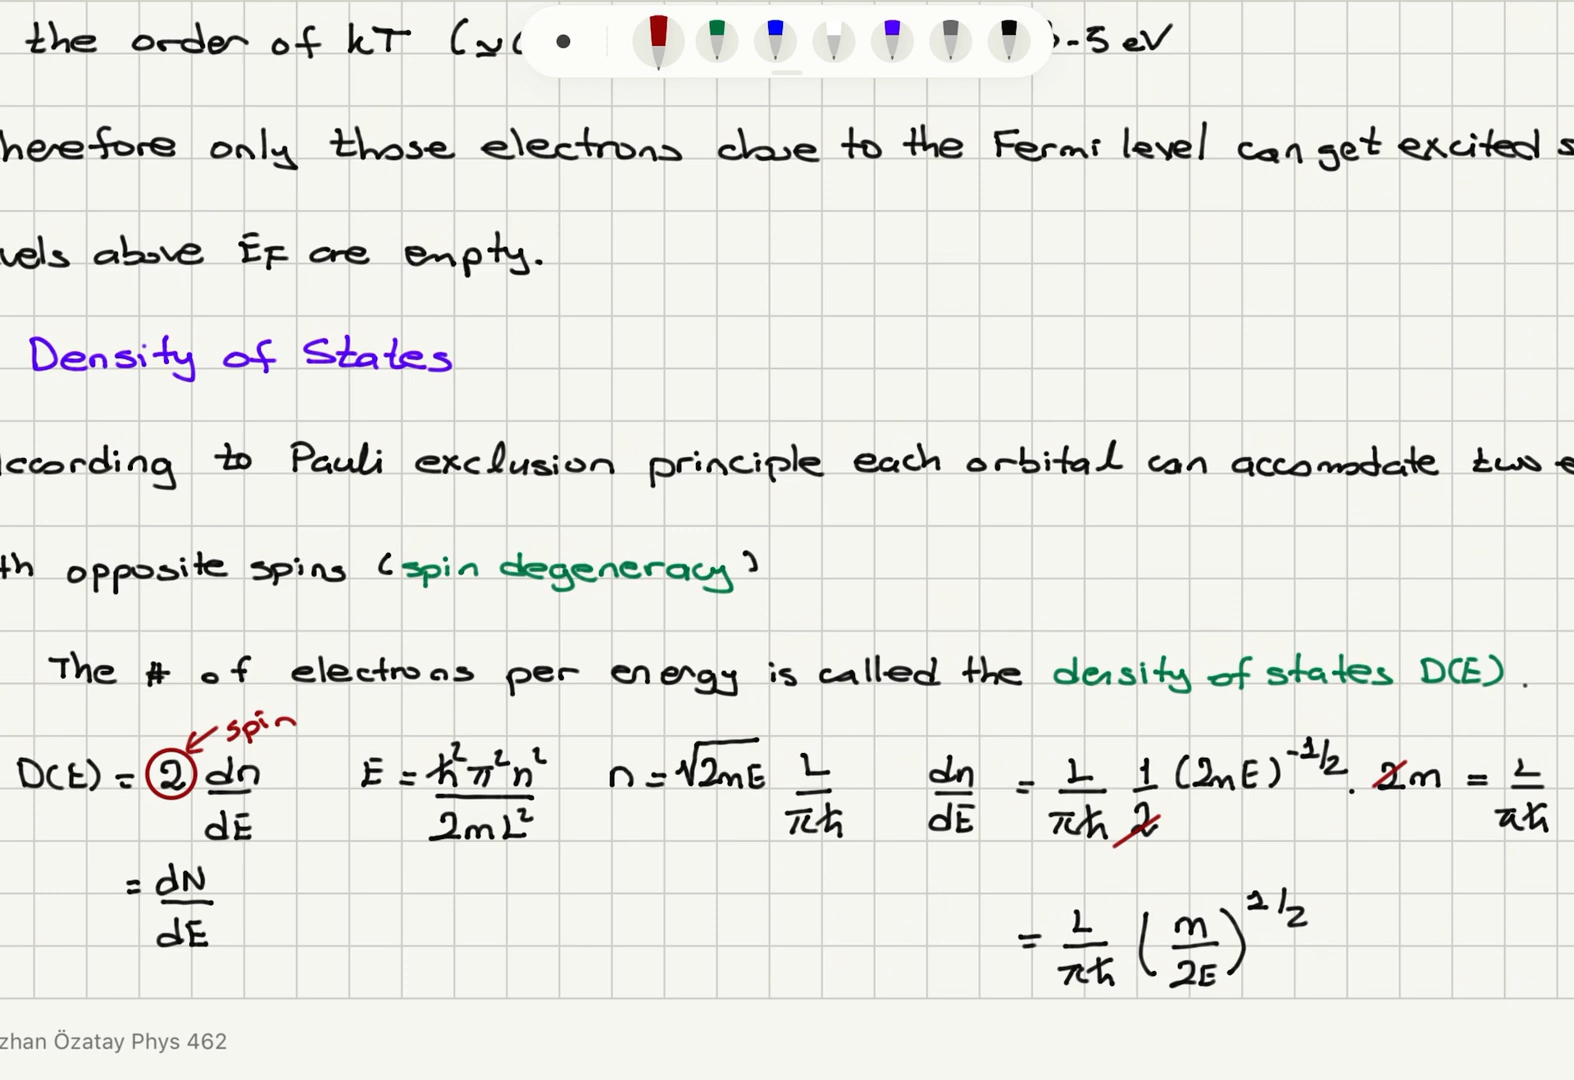 the order of kT (≃ -5 eV
herefore only those electrons close to the Fermi level can get excited s
vels above EF are empty.
Density of States
ccording to Pauli exclusion principle each orbital can accomodate two e
th opposite spins (spin degeneracy)
The # of electrons per energy is called the density of states D(E).
spin
D(E) = 2 dn/dE   E = ħ²π²n²/2mL²   n = √2mE L/πħ   dn/dE = L/πħ 1/2 (2mE)^-1/2 . 2m = L/πħ
= dN/dE   = L/πħ (m/2E)^1/2
zhan Özatay Phys 462